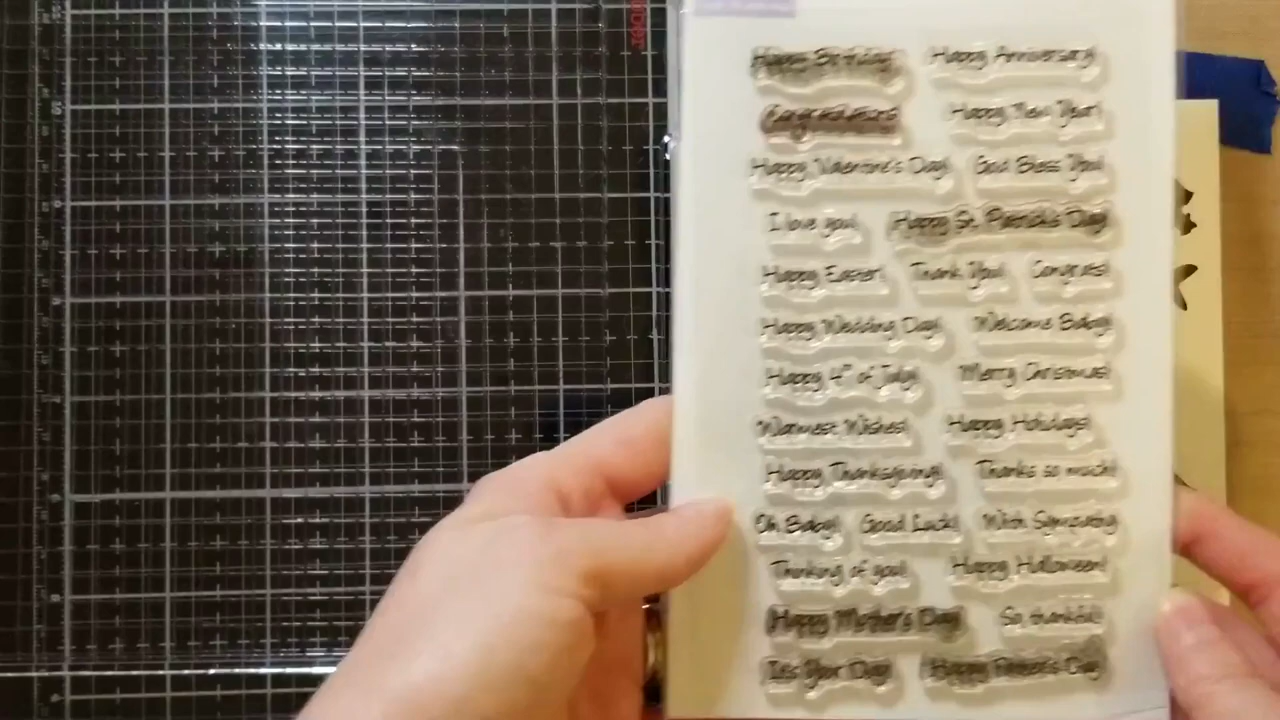 Happy Birthday! Happy Anniversary!
Congratulations! Happy New Year!
Happy Valentine's Day! God Bless You!
I love you! Happy St. Patrick's Day!
Happy Easter! Thank You! Congrats!
Happy Wedding Day! Welcome Baby!
Happy 4th of July! Merry Christmas!
Warmest Wishes! Happy Holidays!
Happy Thanksgiving! Thanks so much!
Oh Baby! Good Luck! With Sympathy
Thinking of you! Happy Halloween!
Happy Mother's Day! So thankful!
It's Your Day! Happy Father's Day